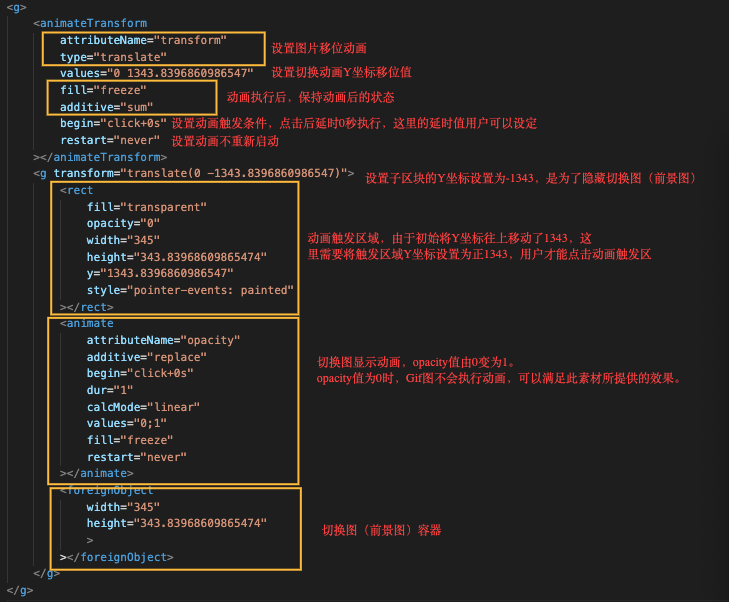 <g>
<animateTransform
attributeName="transform"
type="translate"
设置图片移位动画
values="0 1343.8396860986547" 设置切换动画Y坐标移位值
fill="freeze"
additive="sum"
动画执行后，保持动画后的状态
begin="click+0s" 设置动画触发条件，点击后延时0秒执行，这里的延时值用户可以设定
restart="never" 设置动画不重新启动
></animateTransform>
<g transform="translate(0 -1343.8396860986547)"> 设置子区块的Y坐标设置为-1343，是为了隐藏切换图（前景图）
<rect
fill="transparent"
opacity="0"
width="345"
height="343.83968609865474"
y="1343.8396860986547"
style="pointer-events: painted"
></rect>
动画触发区域，由于初始将Y坐标往上移动了1343，这
里需要将触发区域Y坐标设置为正1343，用户才能点击动画触发区
<animate
attributeName="opacity"
additive="replace"
begin="click+0s"
dur="1"
calcMode="linear"
values="0;1"
fill="freeze"
restart="never"
></animate>
切换图显示动画，opacity值由0变为1。
opacity值为0时，Gif图不会执行动画，可以满足此素材所提供的效果。
<foreignObject
width="345"
height="343.83968609865474"
>
></foreignObject>
切换图（前景图）容器
</g>
</g>